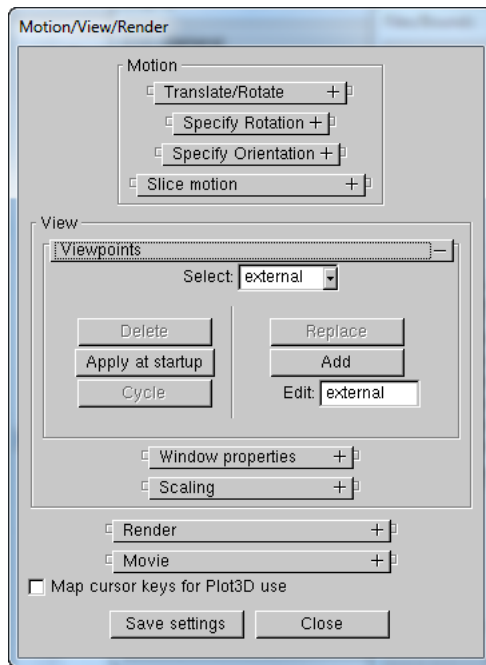 Motion/View/Render
Motion
Translate/Rotate +
Specify Rotation +
Specify Orientation +
Slice motion +
View
Viewpoints −
Select: external
Delete Replace
Apply at startup Add
Cycle Edit: external
Window properties +
Scaling +
Render +
Movie +
Map cursor keys for Plot3D use
Save settings Close